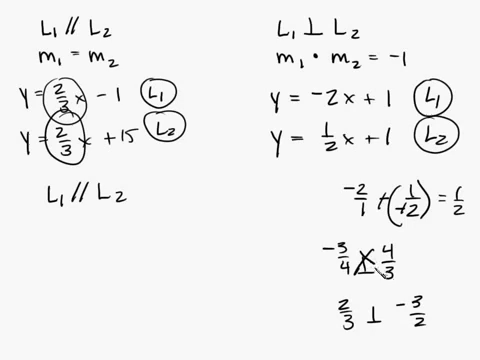 L₁ // L₂
m₁ = m₂
y = 2/3 x - 1 L₁
y = 2/3 x + 15 L₂
L₁ // L₂
L₁ ⊥ L₂
m₁ · m₂ = -1
y = -2x + 1 L₁
y = 1/2 x + 1 L₂
-2/1 + (+1/2) = 1/2
-3/4 ⊥ 4/3
2/3 ⊥ -3/2